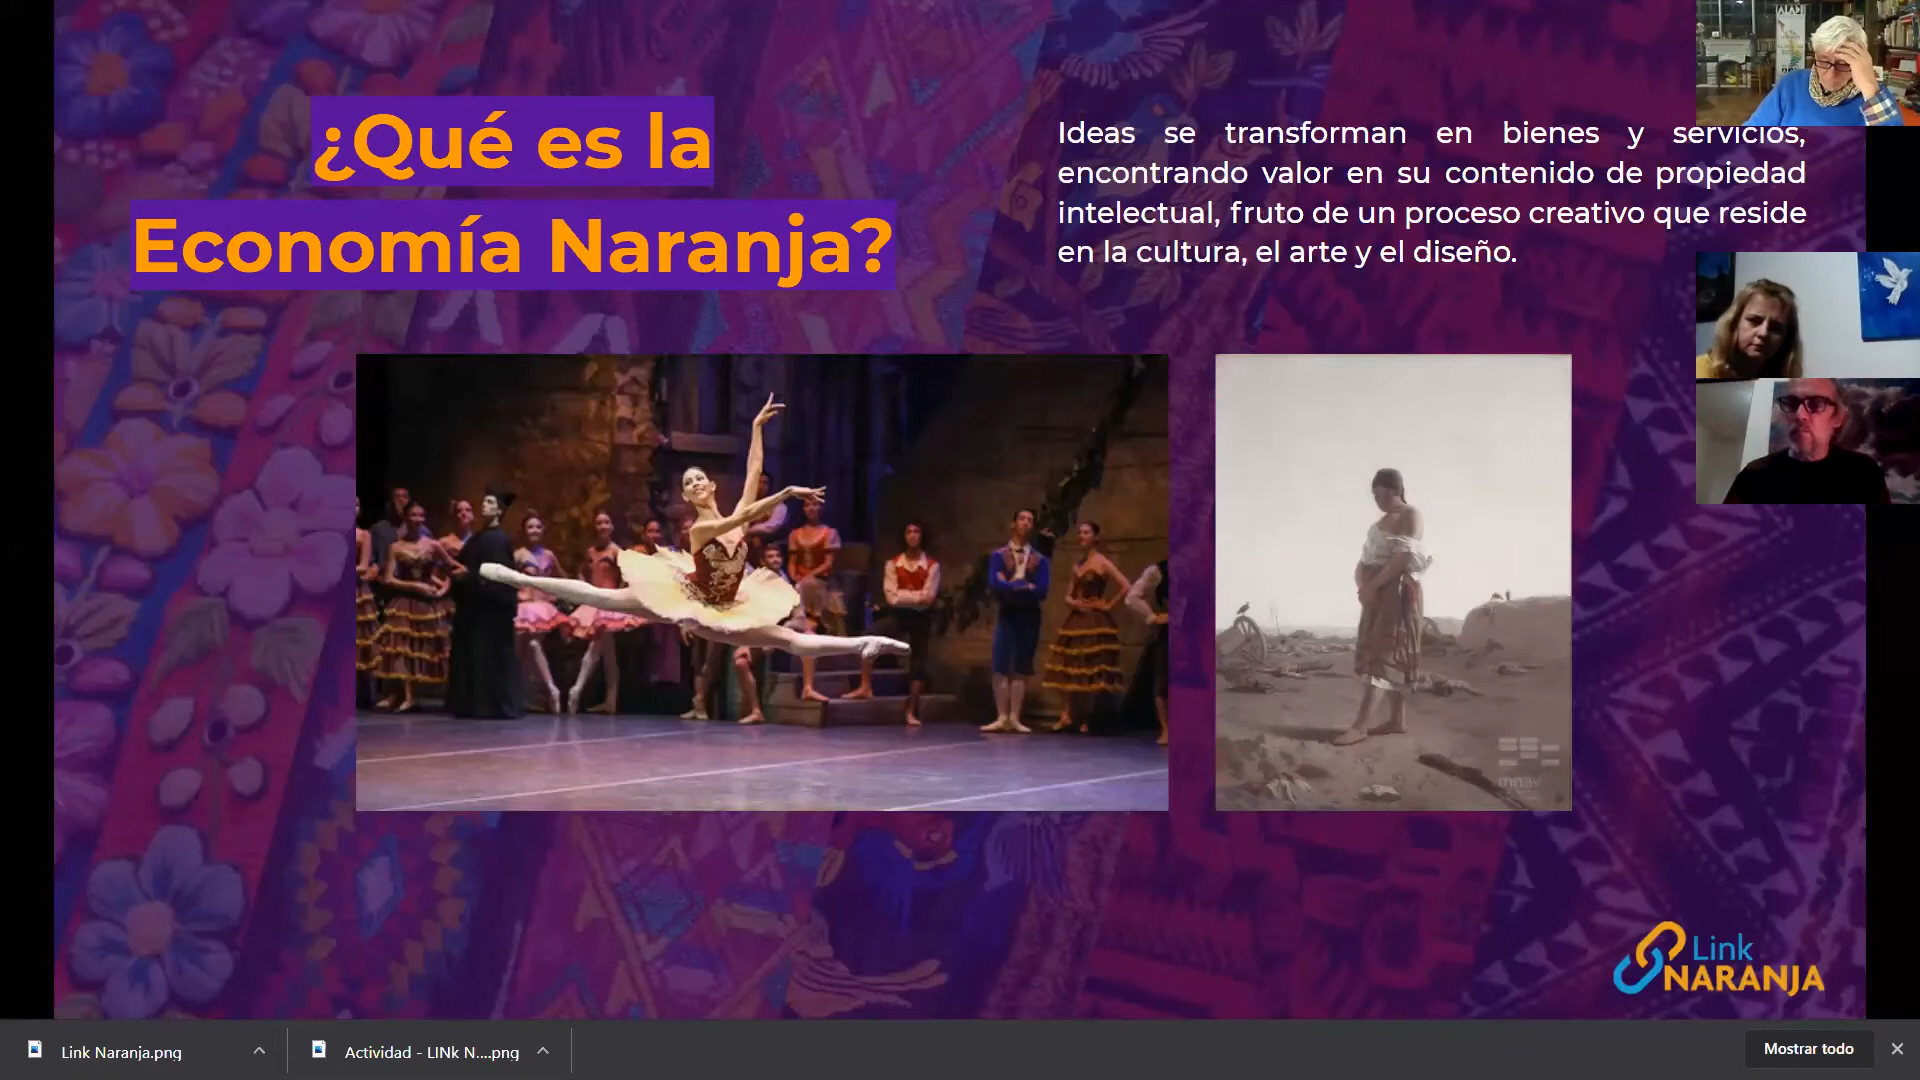 ¿Qué es la
Economía Naranja?
Ideas se transforman en bienes y servicios,
encontrando valor en su contenido de propiedad
intelectual, fruto de un proceso creativo que reside
en la cultura, el arte y el diseño.
ALADI
mnav
Link
NARANJA
Link Naranja.png
Actividad - LINk N....png
Mostrar todo